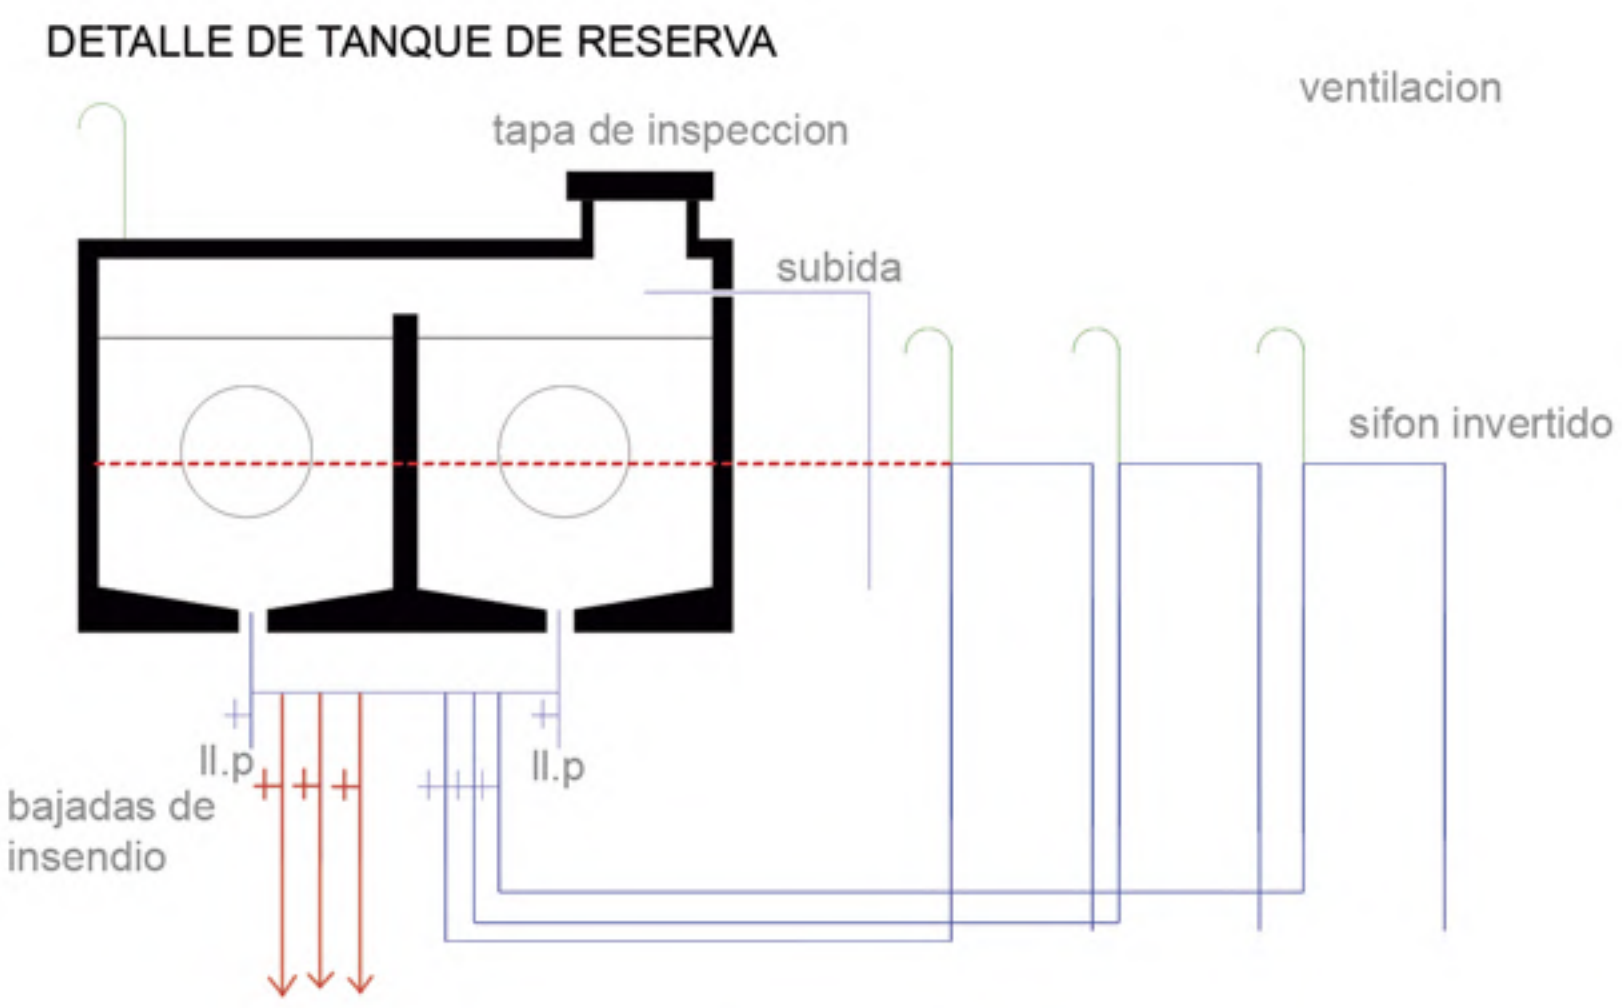 DETALLE DE TANQUE DE RESERVA
ventilacion
tapa de inspeccion
subida
sifon invertido
ll.p
ll.p
bajadas de
insendio